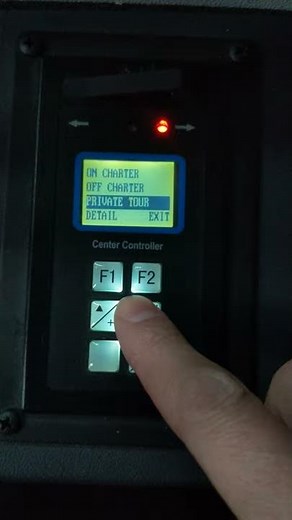 ON CHARTER
OFF CHARTER
PRIVATE TOUR
DETAIL EXIT
Center Controller
F1 F2
+